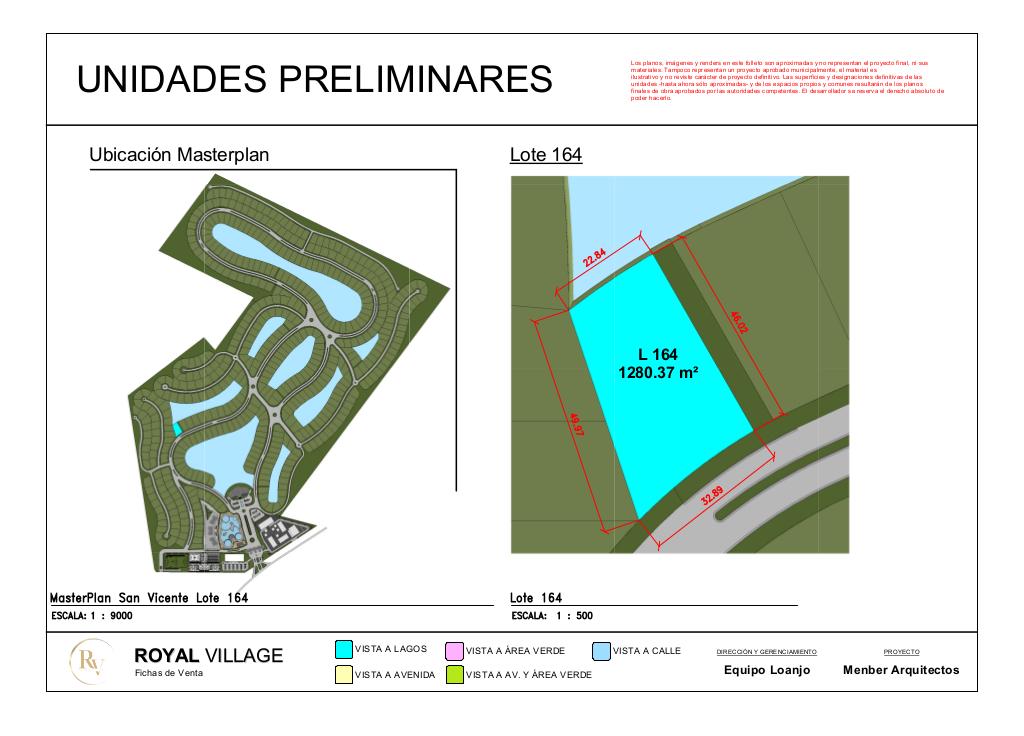 UNIDADES PRELIMINARES
Los planos, imágenes y renders en este folleto son aproximadas y no representan el proyecto final, ni sus
materiales. Tampoco representan un proyecto aprobado municipalmente, el material es
ilustrativo y no reviste carácter de proyecto definitivo. Las superficies y designaciones definitivas de las
unidades -hasta ahora sólo aproximadas- y de los espacios propios y comunes resultarán de los planos
finales de obra aprobados por las autoridades competentes. El desarrollador se reserva el derecho absoluto de
poder hacerlo.
Ubicación Masterplan
Lote 164
22.84
46.02
L 164
1280.37 m²
49.97
32.89
MasterPlan San Vicente Lote 164
ESCALA: 1 : 9000
Lote 164
ESCALA: 1 : 500
RV
ROYAL VILLAGE
Fichas de Venta
VISTA A LAGOS
VISTA A ÁREA VERDE
VISTA A CALLE
VISTA A AVENIDA
VISTA A AV. Y ÁREA VERDE
DIRECCIÓN Y GERENCIAMIENTO
Equipo Loanjo
PROYECTO
Menber Arquitectos